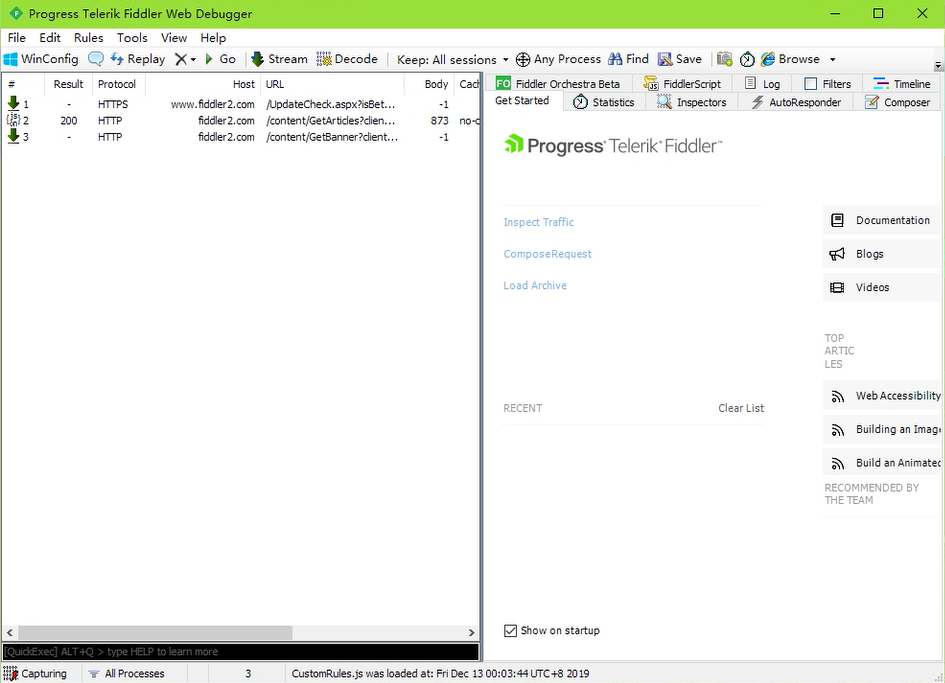 Progress Telerik Fiddler Web Debugger
File Edit Rules Tools View Help
WinConfig Replay Go Stream Decode Keep: All sessions Any Process Find Save Browse
# Result Protocol Host URL Body Cach
1 - HTTPS www.fiddler2.com /UpdateCheck.aspx?isBet... -1
2 200 HTTP fiddler2.com /content/GetArticles?clien... 873 no-c
3 - HTTP fiddler2.com /content/GetBanner?client... -1
FO Fiddler Orchestra Beta FiddlerScript Log Filters Timeline
Get Started Statistics Inspectors AutoResponder Composer
Progress Telerik Fiddler
Inspect Traffic
ComposeRequest
Load Archive
RECENT Clear List
Documentation
Blogs
Videos
TOP
ARTIC
LES
Web Accessibility
Building an Imag
Build an Animated
RECOMMENDED BY
THE TEAM
Show on startup
[QuickExec] ALT+Q > type HELP to learn more
Capturing All Processes 3 CustomRules.js was loaded at: Fri Dec 13 00:03:44 UTC+8 2019